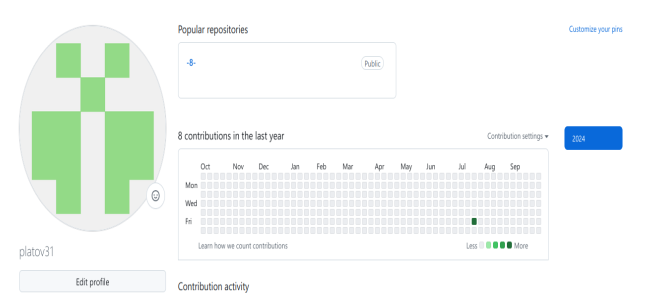 Popular repositories
Customize your pins
-8-
Public
8 contributions in the last year
Contribution settings
2024
Oct Nov Dec Jan Feb Mar Apr May Jun Jul Aug Sep
Mon
Wed
Fri
Learn how we count contributions
Less More
platov31
Edit profile
Contribution activity